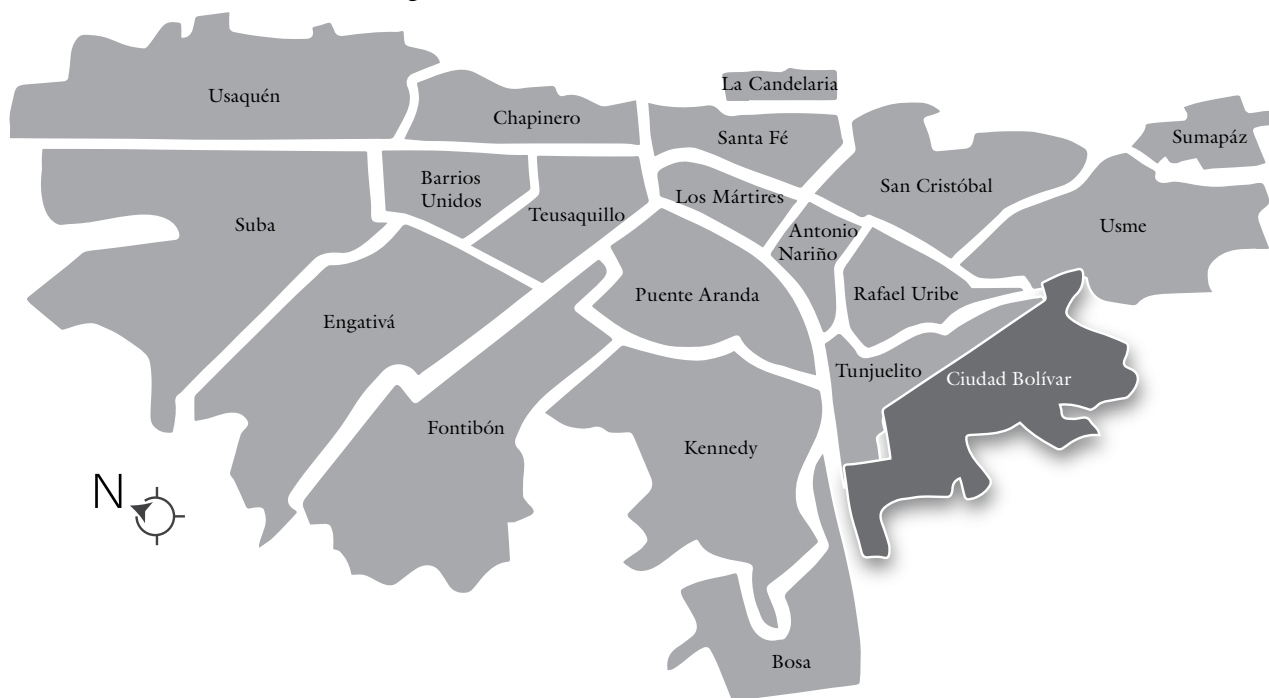 La Candelaria
Usaquén
Chapinero
Santa Fé
Sumapáz
Barrios
Unidos
Los Mártires
San Cristóbal
Teusaquillo
Suba
Usme
Antonio
Nariño
Puente Aranda
Rafael Uribe
Engativá
Tunjuelito
Ciudad Bolívar
Fontibón
Kennedy
N
Bosa